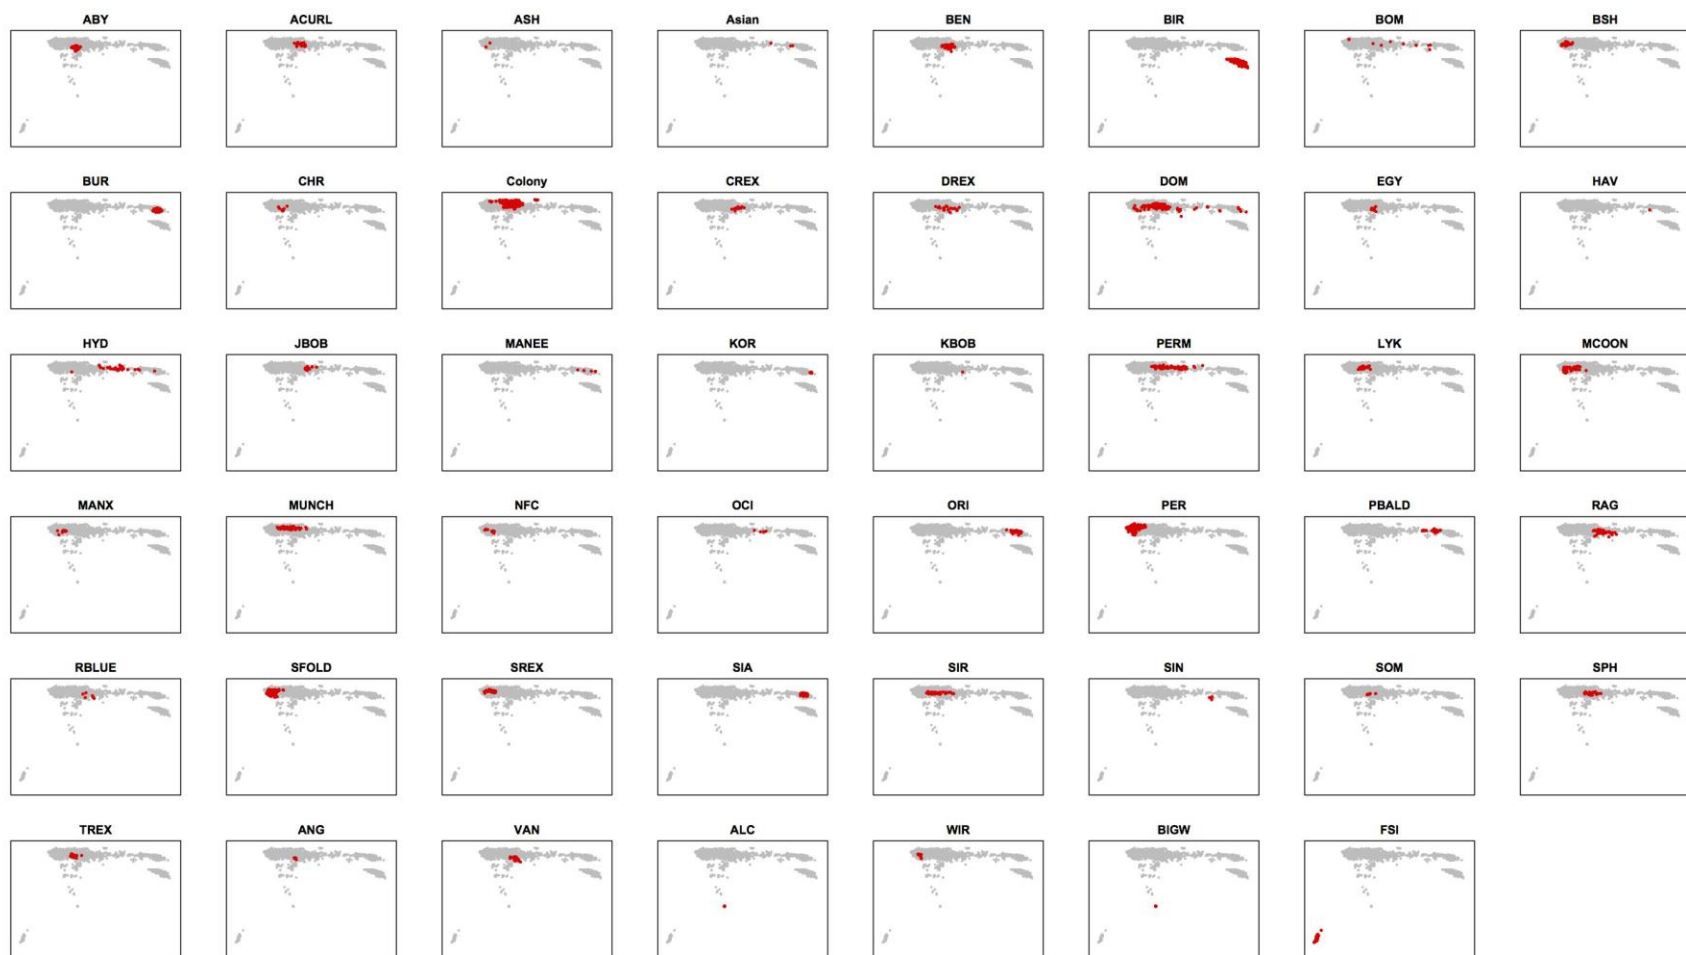 ABY ACURL ASH Asian BEN BIR BOM BSH
BUR CHR Colony CREX DREX DOM EGY HAV
HYD JBOB MANEE KOR KBOB PERM LYK MCOON
MANX MUNCH NFC OCI ORI PER PBALD RAG
RBLUE SFOLD SREX SIA SIR SIN SOM SPH
TREX ANG VAN ALC WIR BIGW FSI